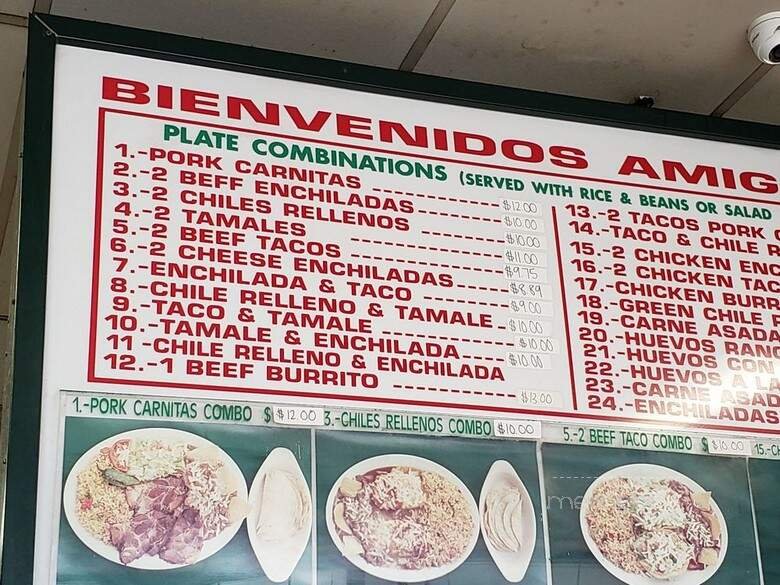 BIENVENIDOS AMIG
PLATE COMBINATIONS (SERVED WITH RICE & BEANS OR SALAD
1.-PORK CARNITAS $12.00
2.-2 BEFF ENCHILADAS $10.00
3.-2 CHILES RELLENOS $10.00
4.-2 TAMALES $11.00
5.-2 BEEF TACOS $9.75
6.-2 CHEESE ENCHILADAS $8.89
7.-ENCHILADA & TACO $9.00
8.-CHILE RELLENO & TAMALE $10.00
9.-TACO & TAMALE $10.00
10.-TAMALE & ENCHILADA $10.00
11-CHILE RELLENO & ENCHILADA
12.-1 BEEF BURRITO $13.00
13.-2 TACOS PORK
14.-TACO & CHILE R
15.-2 CHICKEN ENC
16.-2 CHICKEN TAC
17.-CHICKEN BURR
18.-GREEN CHILE
19.-CARNE ASADA
20.-HUEVOS RANC
21.-HUEVOS CON
22.-HUEVOS A LA
23.-CARNE ASAD
24.-ENCHILADAS
1.-PORK CARNITAS COMBO $ $12.00
3.-CHILES RELLENOS COMBO $10.00
5.-2 BEEF TACO COMBO $ $10.00
15.-CH